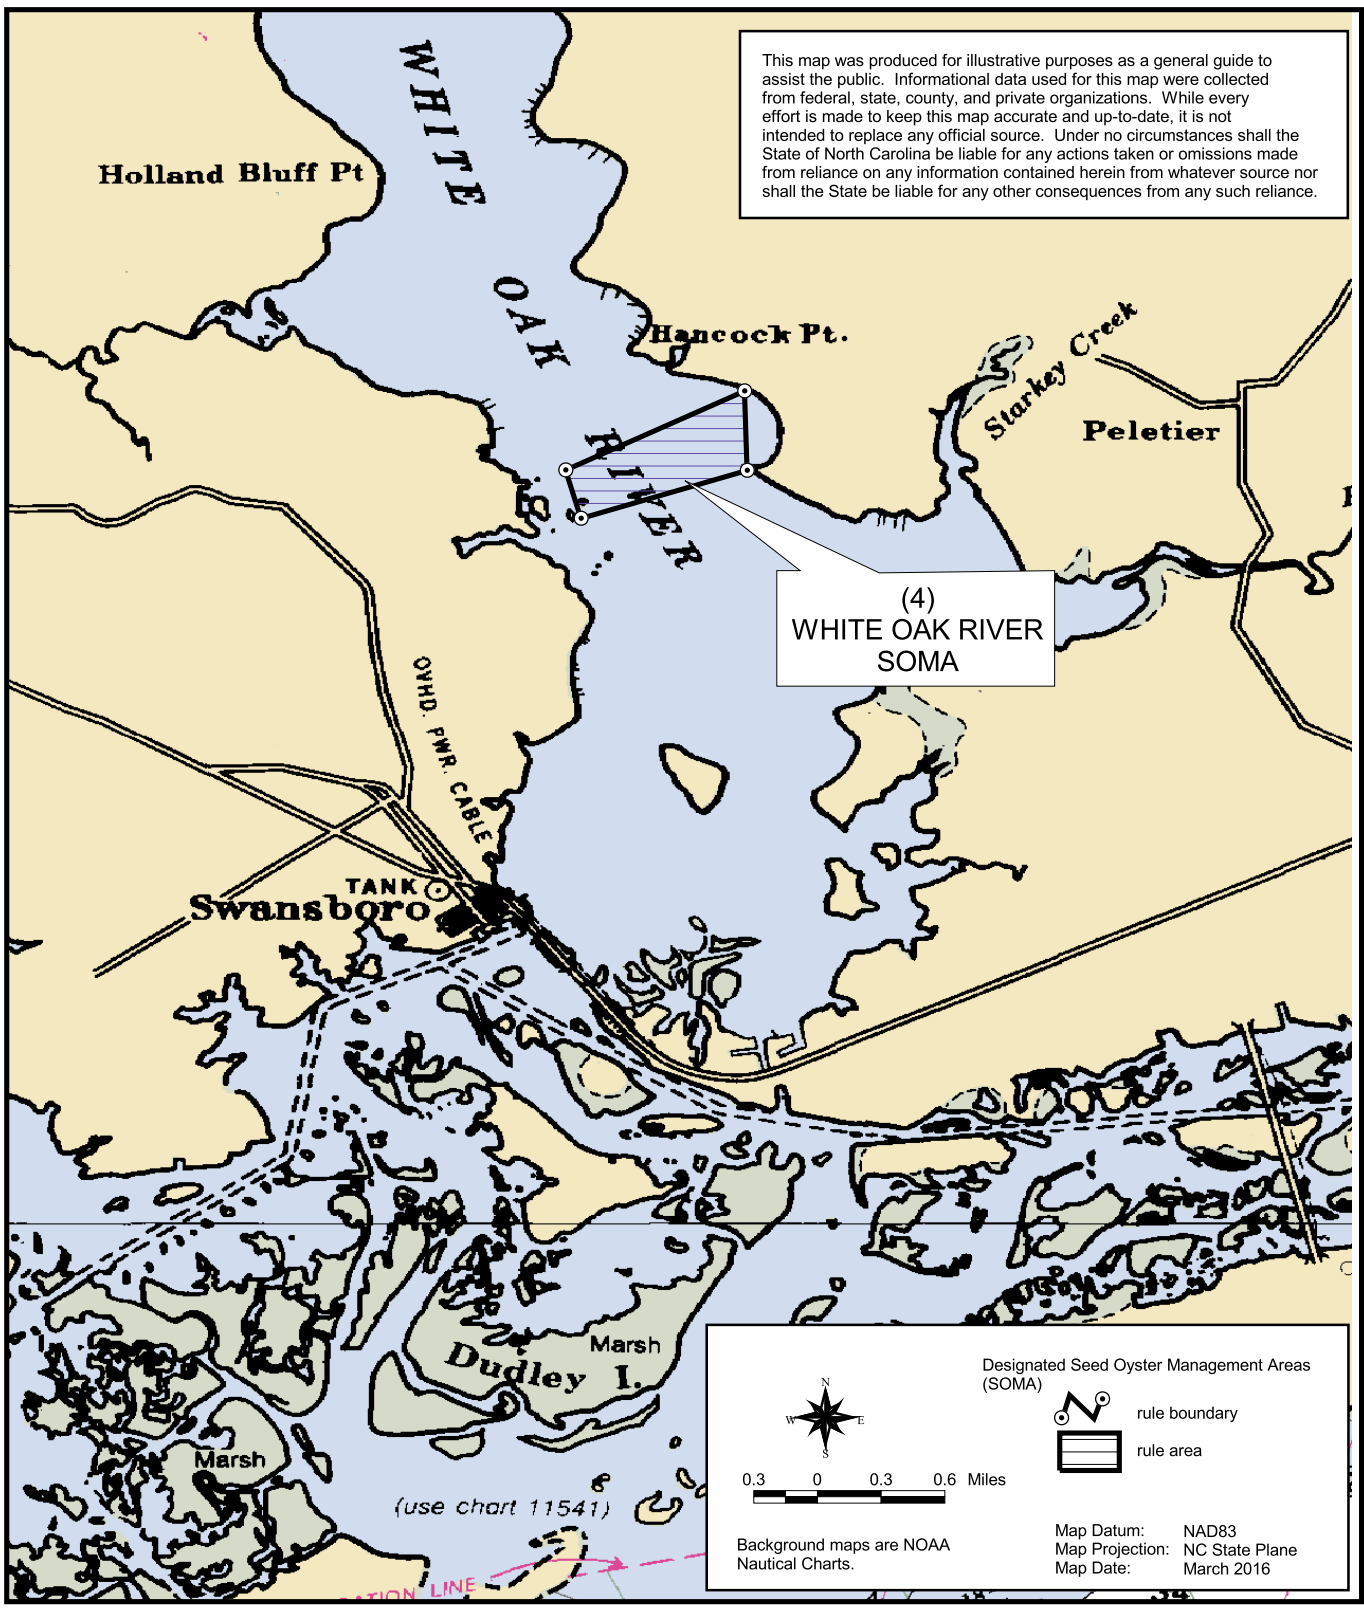 This map was produced for illustrative purposes as a general guide to
assist the public. Informational data used for this map were collected
from federal, state, county, and private organizations. While every
effort is made to keep this map accurate and up-to-date, it is not
intended to replace any official source. Under no circumstances shall the
State of North Carolina be liable for any actions taken or omissions made
from reliance on any information contained herein from whatever source nor
shall the State be liable for any other consequences from any such reliance.
WHITE
OAK
RIVER
Holland Bluff Pt
Hancock Pt.
Starkey Creek
Peletier
(4)
WHITE OAK RIVER
SOMA
OVHD. PWR. CABLE
TANK
Swansboro
Marsh
Dudley I.
Marsh
(use chart 11541)
LINE
Designated Seed Oyster Management Areas
(SOMA)
rule boundary
rule area
N
W E
S
0.3 0 0.3 0.6 Miles
Background maps are NOAA
Nautical Charts.
Map Datum: NAD83
Map Projection: NC State Plane
Map Date: March 2016